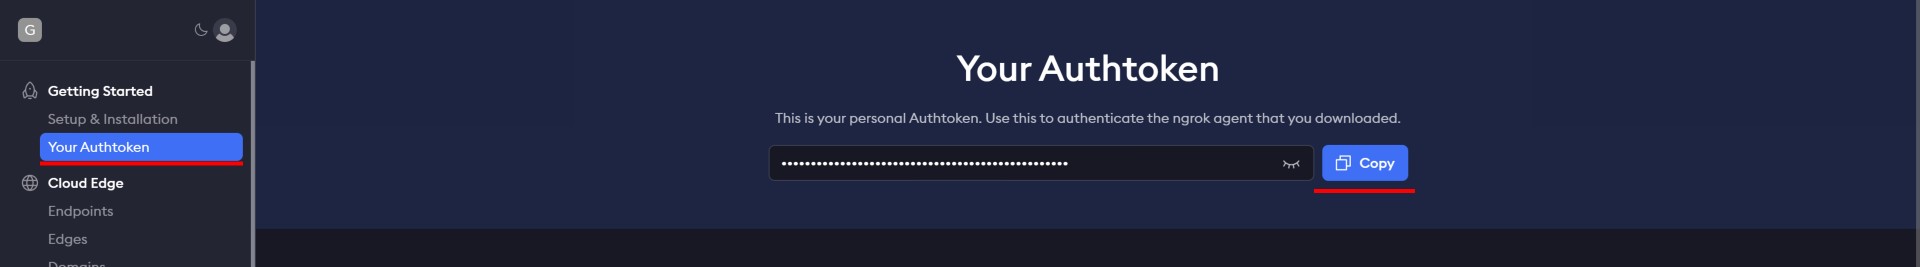 G
Getting Started
Setup & Installation
Your Authtoken
Cloud Edge
Endpoints
Edges
Domains
Your Authtoken
This is your personal Authtoken. Use this to authenticate the ngrok agent that you downloaded.
Copy